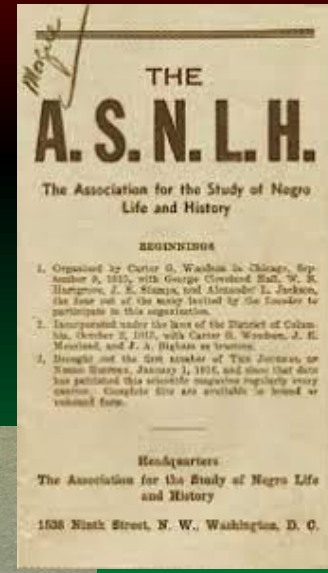 THE
A. S. N. L. H.
The Association for the Study of Negro
Life and History
BEGINNINGS
1. Organized by Carter G. Woodson in Chicago, Sep-
tember 9, 1915, with George Cleveland Hall, W. B.
Hartgrove, J. E. Stamps, and Alexander L. Jackson,
the four out of the many invited by the founder to
participate in this organization.
2. Incorporated under the laws of the District of Colum-
bia, October 2, 1915, with Carter G. Woodson, J. E.
Moorland, and J. A. Bigham as trustees.
3. Brought out the first number of THE JOURNAL OF
NEGRO HISTORY, January 1, 1916, and since that date
has published this scientific magazine regularly every
quarter. Complete files are available in bound or
unbound form.
Headquarters
The Association for the Study of Negro Life
and History
1538 Ninth Street, N. W., Washington, D. C.